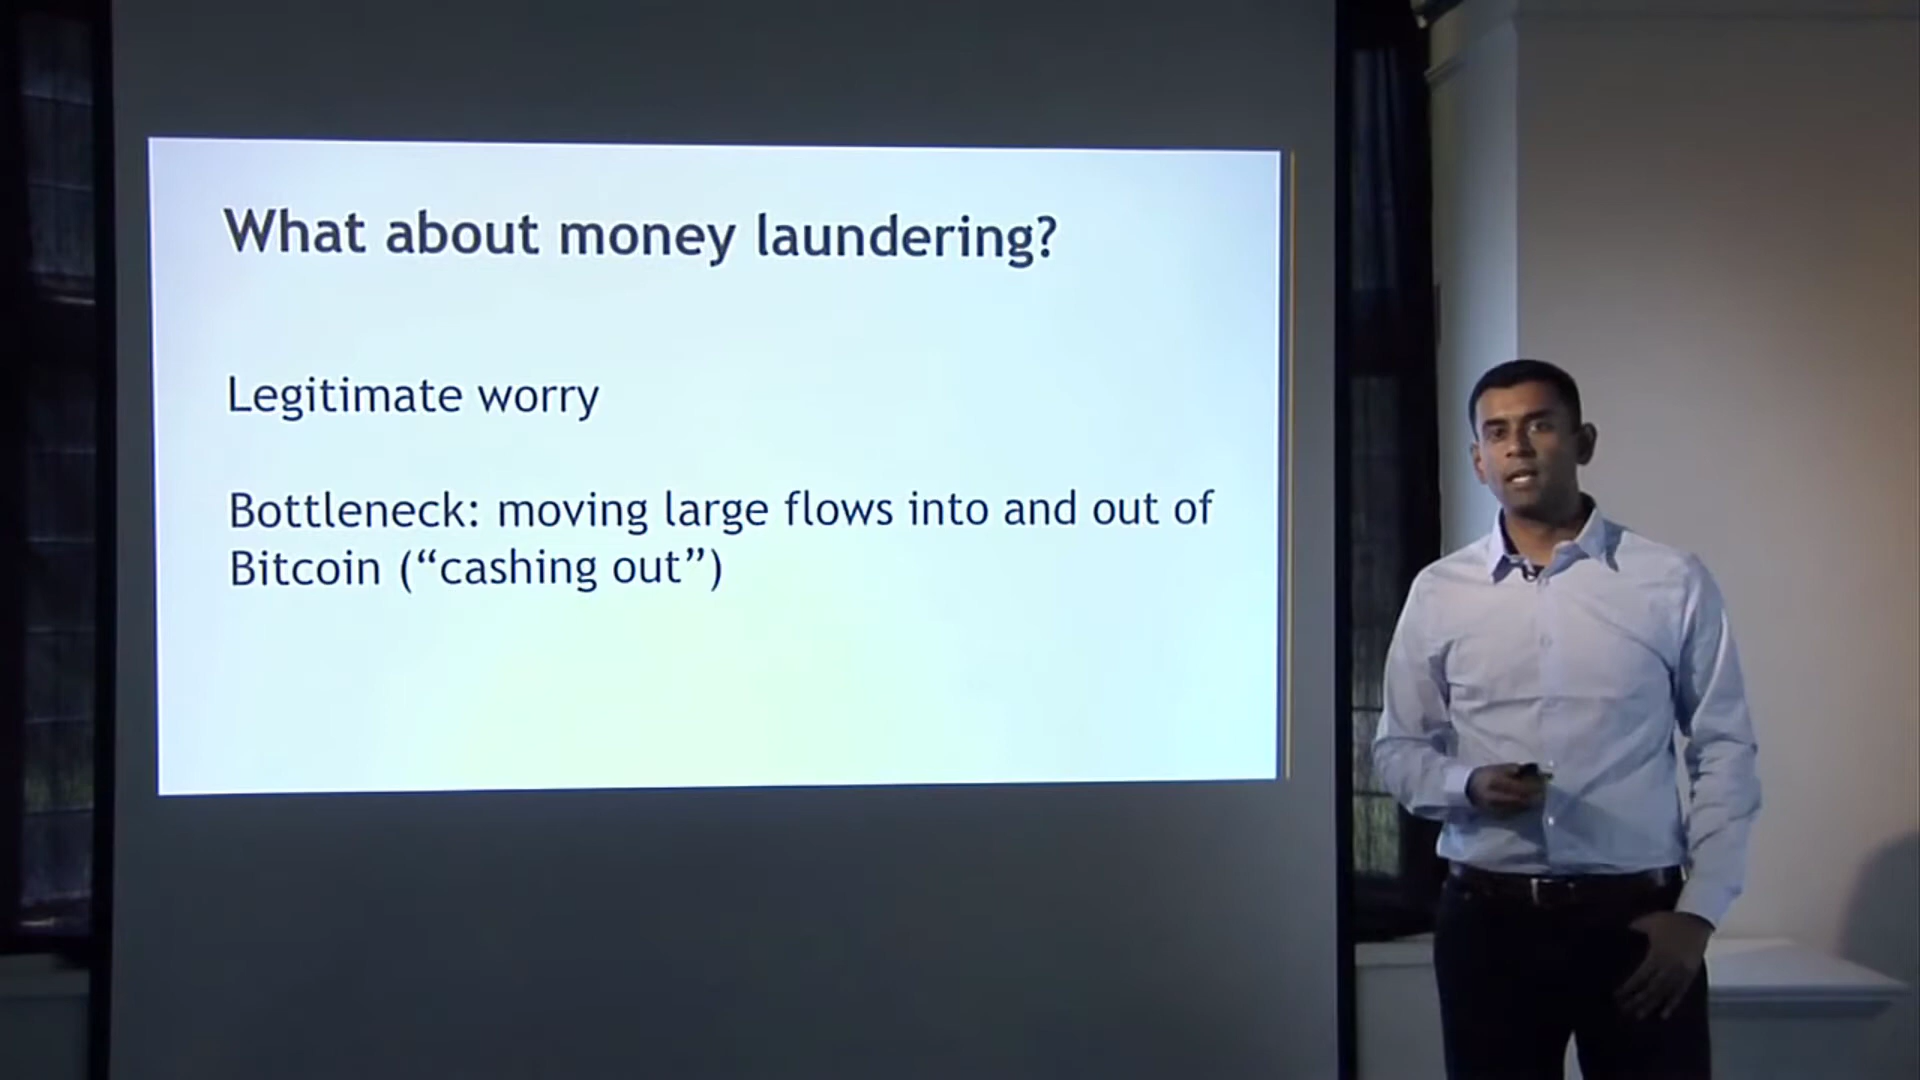 What about money laundering?
Legitimate worry
Bottleneck: moving large flows into and out of
Bitcoin (“cashing out”)